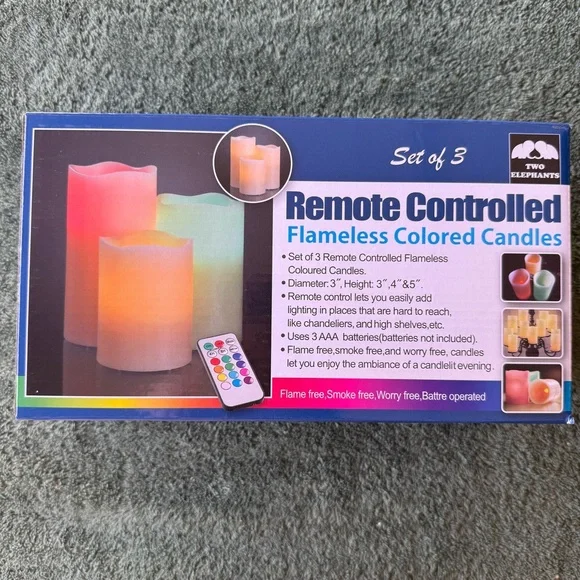 Set of 3
TWO
ELEPHANTS
Remote Controlled
Flameless Colored Candles
• Set of 3 Remote Controlled Flameless
Coloured Candles.
• Diameter:3", Height: 3",4"&5".
• Remote control lets you easily add
lighting in places that are hard to reach,
like chandeliers, and high shelves,etc.
• Uses 3 AAA batteries(batteries not included).
• Flame free,smoke free,and worry free, candles
let you enjoy the ambiance of a candlelit evening.
Flame free,Smoke free,Worry free,Battre operated